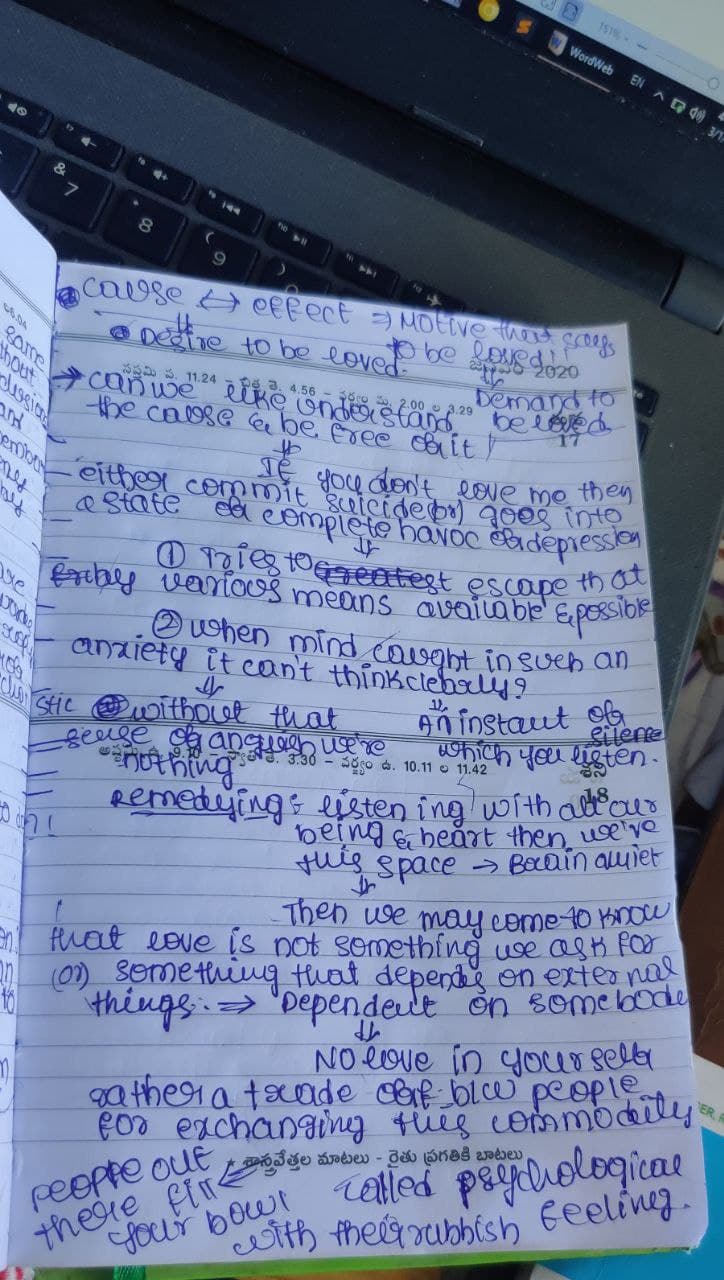 151%
WordWeb
EN
3/1
&
7
*
8
(
9
cause ⇔ effect ⇒ Motive that says
to be loved!!
Desire to be loved.
జనవరి 2020
సప్తమి ప. 11.24 చిత్త తె. 4.56 - వర్జ్యం మ. 2.00 ల 3.29
→ can we like understand
Demand to
the cause & be free of it!
be loved
17
If you don't love me then
either commit suicide (or) goes into
a state of complete havoc of depression
① Tries to escape that
by various means available & possible
② when mind caught in such an
anxiety it can't think clearly?
without that
sense of anguish we're
nothing
An instant of
silence
which you listen.
ఉ. 9.10 తె. 3.30 - వర్జ్యం ఉ. 10.11 ల 11.42
శని
18
Remedying: listening with all our
being & heart then we've
this space → Brain quiet
Then we may come to know
that love is not something we ask for
(or) something that depends on external
things. ⇒ Dependent on somebode
No love in yourself
rather a trade of b/w people
for exchanging this commodity
శాస్త్రవేత్తల మాటలు - రైతు ప్రగతికి బాటలు
called psychological
feeling.
people out
there fill
your bowl
with their rubbish